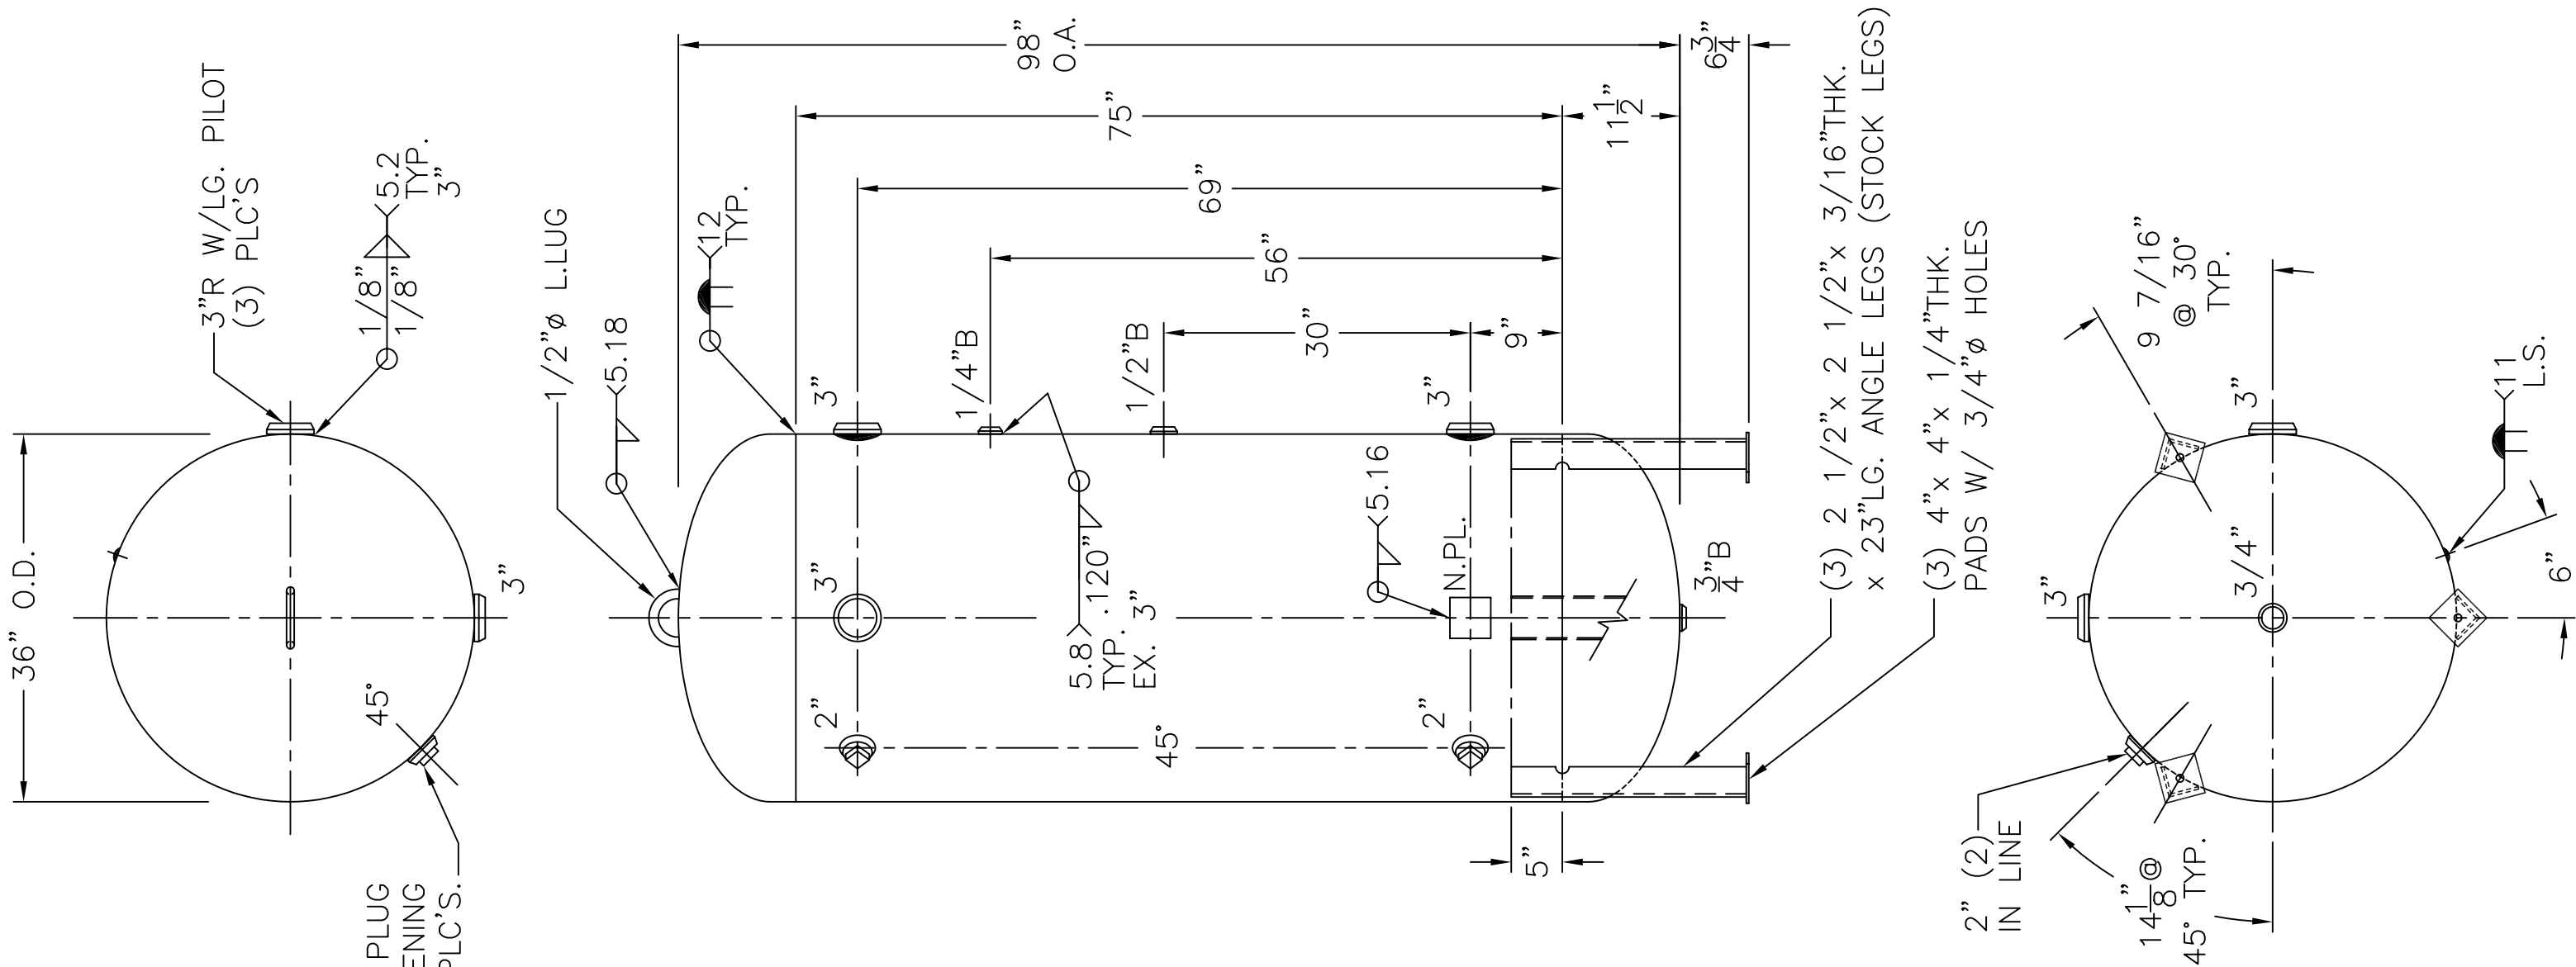 36” O.D.
3”R W/LG. PILOT
(3) PLC'S
5.2
TYP.
3”
1/8”
1/8”
3”
45°
PLUG
ENING
PLC'S.
1/2”ø L.LUG
5.18
12
TYP.
98”
O.A.
75”
69”
56”
30”
9”
11 1/2”
6 3/4”
3”
1/4”B
1/2”B
3”
3”
2”
5.8
.120”
TYP.
EX. 3”
45°
5.16
N.PL.
2”
3/4”B
5”
(3) 2 1/2”x 2 1/2”x 3/16”THK.
x 23”LG. ANGLE LEGS (STOCK LEGS)
(3) 4”x 4”x 1/4”THK.
PADS W/ 3/4”ø HOLES
9 7/16”
@ 30°
TYP.
3”
3”
3/4”
11
L.S.
6”
2” (2)
IN LINE
14 1/8” @
45° TYP.